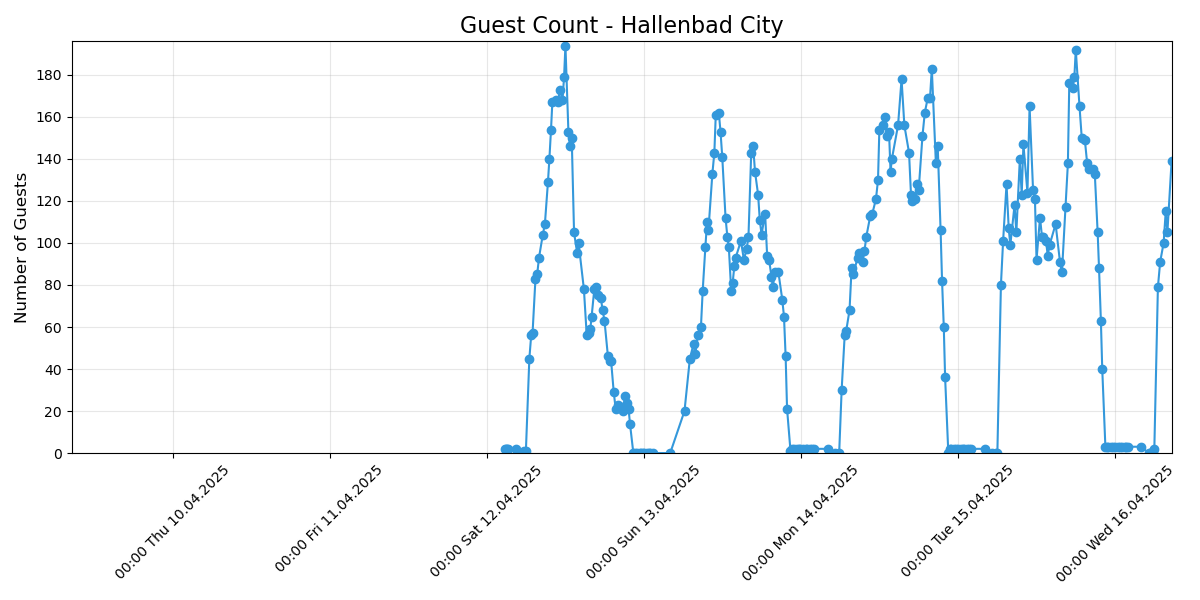 Guest Count - Hallenbad City
Number of Guests
180
160
140
120
100
80
60
40
20
0
00:00 Thu 10.04.2025
00:00 Fri 11.04.2025
00:00 Sat 12.04.2025
00:00 Sun 13.04.2025
00:00 Mon 14.04.2025
00:00 Tue 15.04.2025
00:00 Wed 16.04.2025